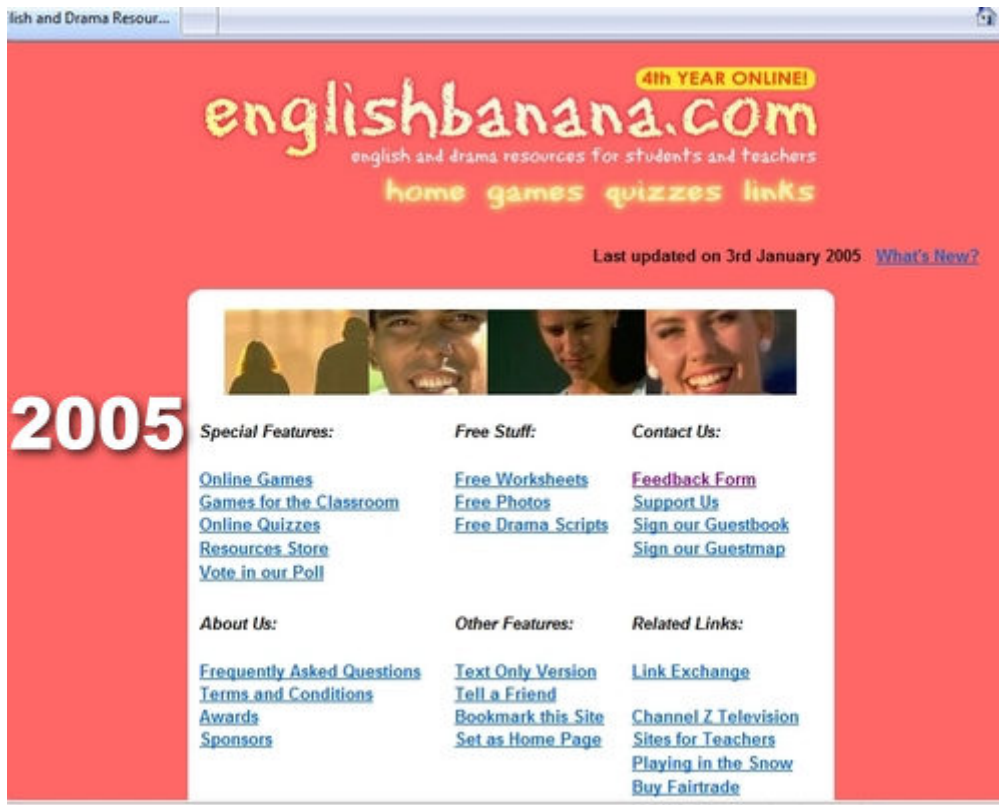 lish and Drama Resour...
4th YEAR ONLINE!
englishbanana.com
english and drama resources for students and teachers
home games quizzes links
Last updated on 3rd January 2005 What's New?
2005
Special Features:
Online Games
Games for the Classroom
Online Quizzes
Resources Store
Vote in our Poll
Free Stuff:
Free Worksheets
Free Photos
Free Drama Scripts
Contact Us:
Feedback Form
Support Us
Sign our Guestbook
Sign our Guestmap
About Us:
Frequently Asked Questions
Terms and Conditions
Awards
Sponsors
Other Features:
Text Only Version
Tell a Friend
Bookmark this Site
Set as Home Page
Related Links:
Link Exchange
Channel Z Television
Sites for Teachers
Playing in the Snow
Buy Fairtrade